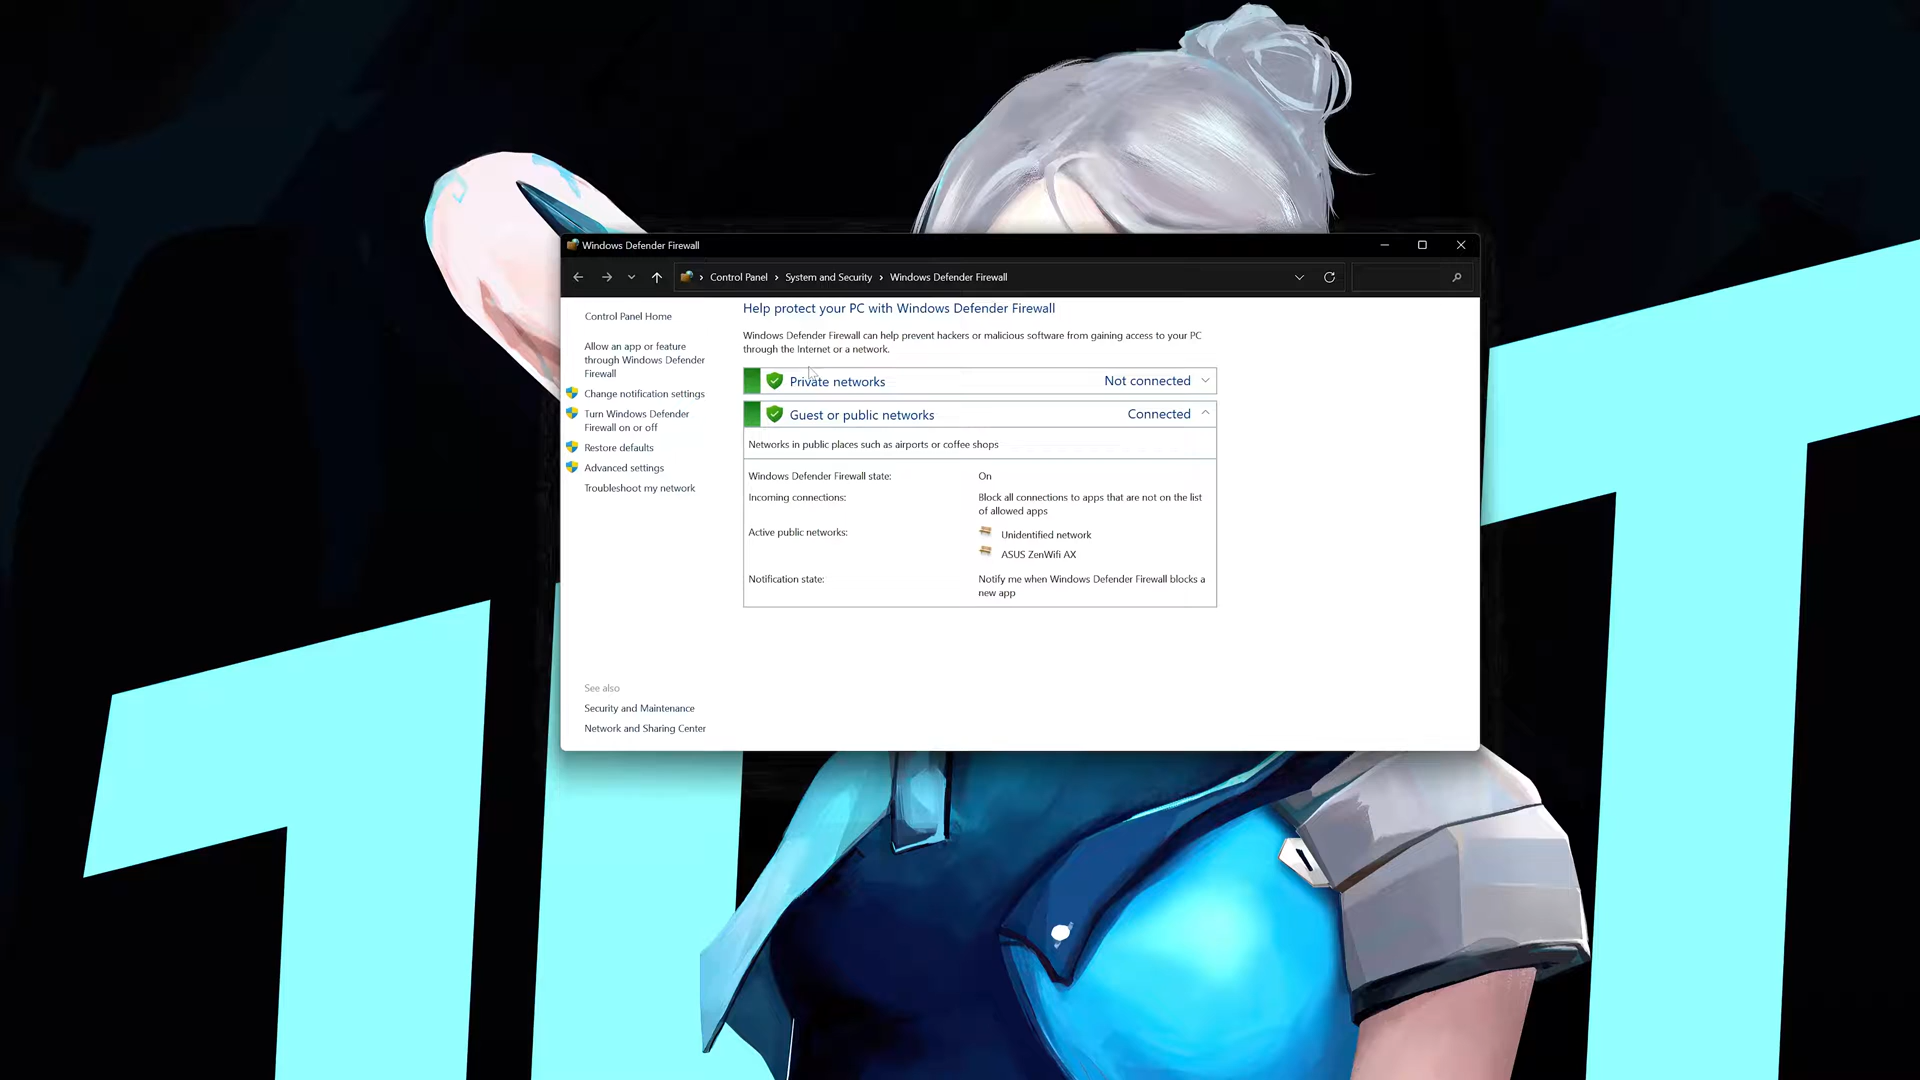 Windows Defender Firewall
Control Panel
System and Security
Windows Defender Firewall
Control Panel Home
Allow an app or feature
through Windows Defender
Firewall
Change notification settings
Turn Windows Defender
Firewall on or off
Restore defaults
Advanced settings
Troubleshoot my network
See also
Security and Maintenance
Network and Sharing Center
Help protect your PC with Windows Defender Firewall
Windows Defender Firewall can help prevent hackers or malicious software from gaining access to your PC
through the Internet or a network.
Private networks Not connected
Guest or public networks Connected
Networks in public places such as airports or coffee shops
Windows Defender Firewall state: On
Incoming connections: Block all connections to apps that are not on the list
of allowed apps
Active public networks: Unidentified network
ASUS ZenWifi AX
Notification state: Notify me when Windows Defender Firewall blocks a
new app